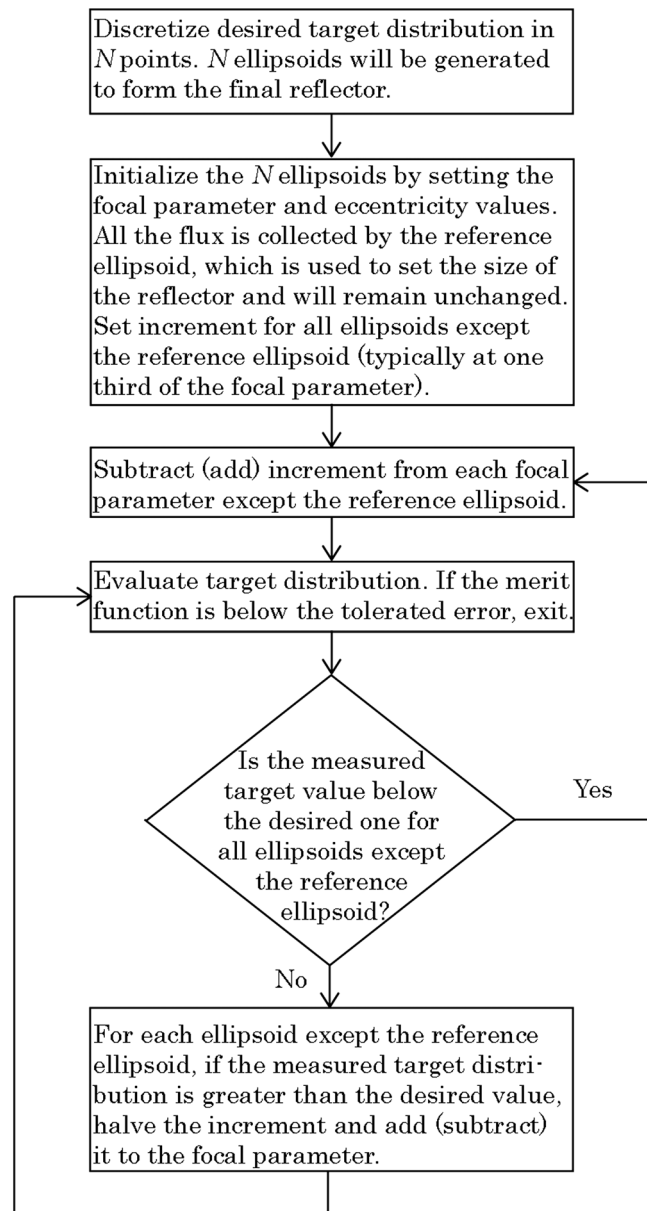 Discretize desired target distribution in
N points. N ellipsoids will be generated
to form the final reflector.
Initialize the N ellipsoids by setting the
focal parameter and eccentricity values.
All the flux is collected by the reference
ellipsoid, which is used to set the size of
the reflector and will remain unchanged.
Set increment for all ellipsoids except
the reference ellipsoid (typically at one
third of the focal parameter).
Subtract (add) increment from each focal
parameter except the reference ellipsoid.
Evaluate target distribution. If the merit
function is below the tolerated error, exit.
Is the measured
target value below
the desired one for
all ellipsoids except
the reference
ellipsoid?
Yes
No
For each ellipsoid except the reference
ellipsoid, if the measured target distri-
bution is greater than the desired value,
halve the increment and add (subtract)
it to the focal parameter.